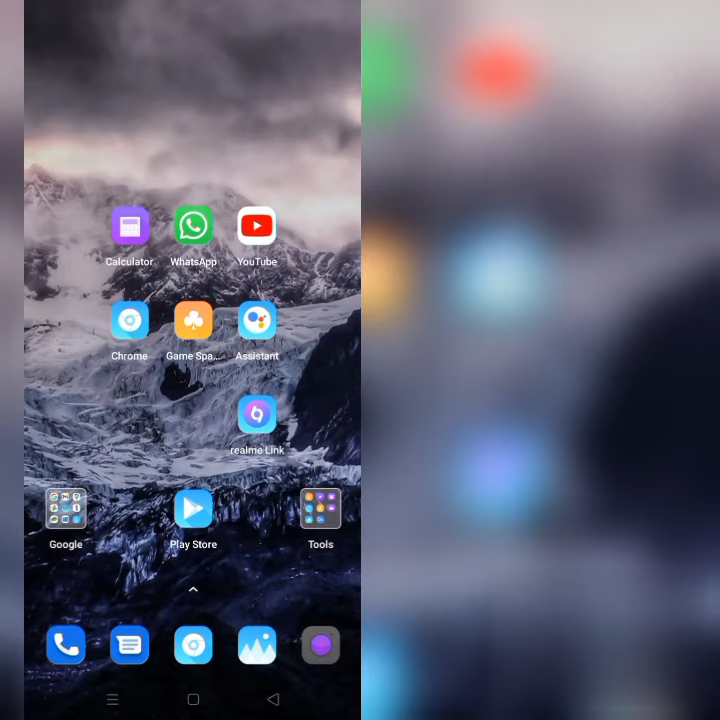 Calculator WhatsApp YouTube
Chrome Game Spa... Assistant
realme Link
Google Play Store Tools